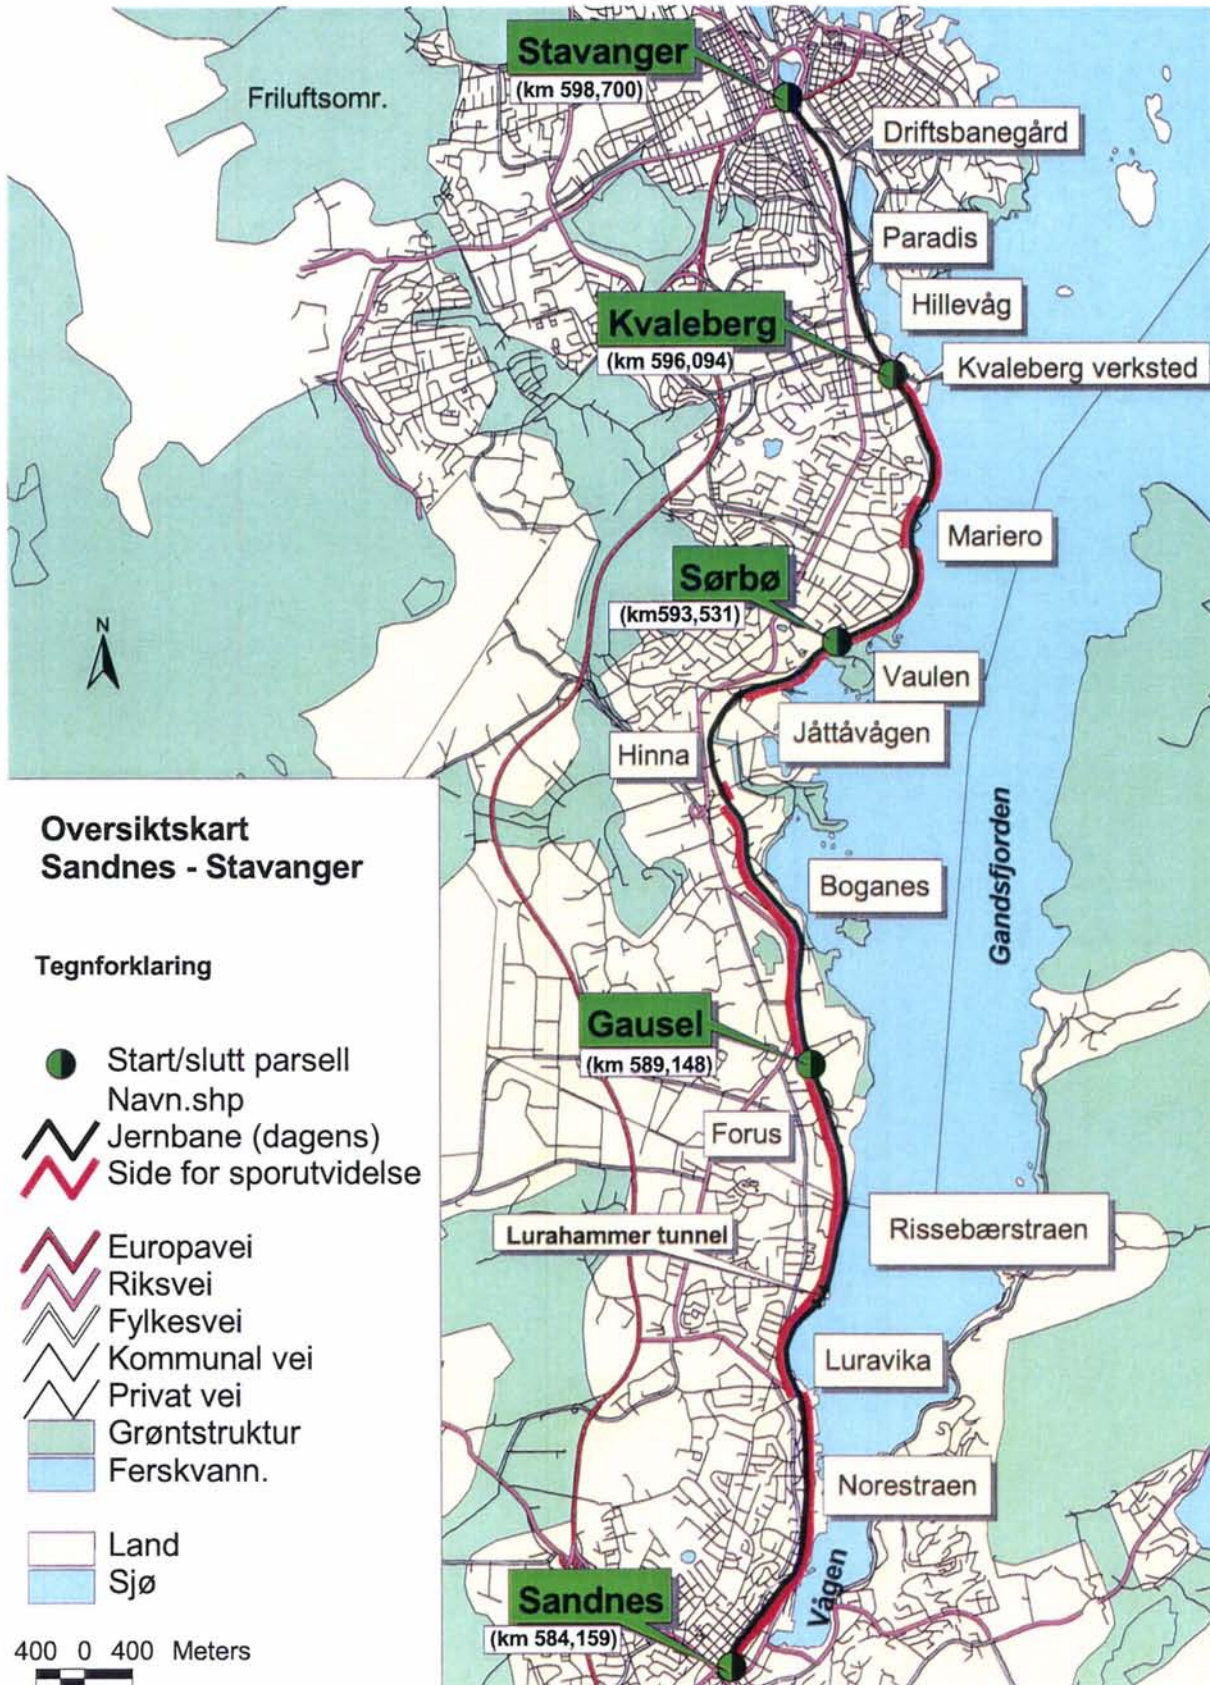 Stavanger
(km 598,700)
Friluftsomr.
Driftsbanegård
Paradis
Hillevåg
Kvaleberg
(km 596,094)
Kvaleberg verksted
Mariero
Sørbø
(km593,531)
N
Vaulen
Jåttåvågen
Hinna
Gandsfjorden
Boganes
Gausel
(km 589,148)
Forus
Rissebærstraen
Lurahammer tunnel
Luravika
Norestraen
Vågen
Sandnes
(km 584,159)
Oversiktskart
Sandnes - Stavanger
Tegnforklaring
Start/slutt parsell
Navn.shp
Jernbane (dagens)
Side for sporutvidelse
Europavei
Riksvei
Fylkesvei
Kommunal vei
Privat vei
Grøntstruktur
Ferskvann.
Land
Sjø
400 0 400 Meters